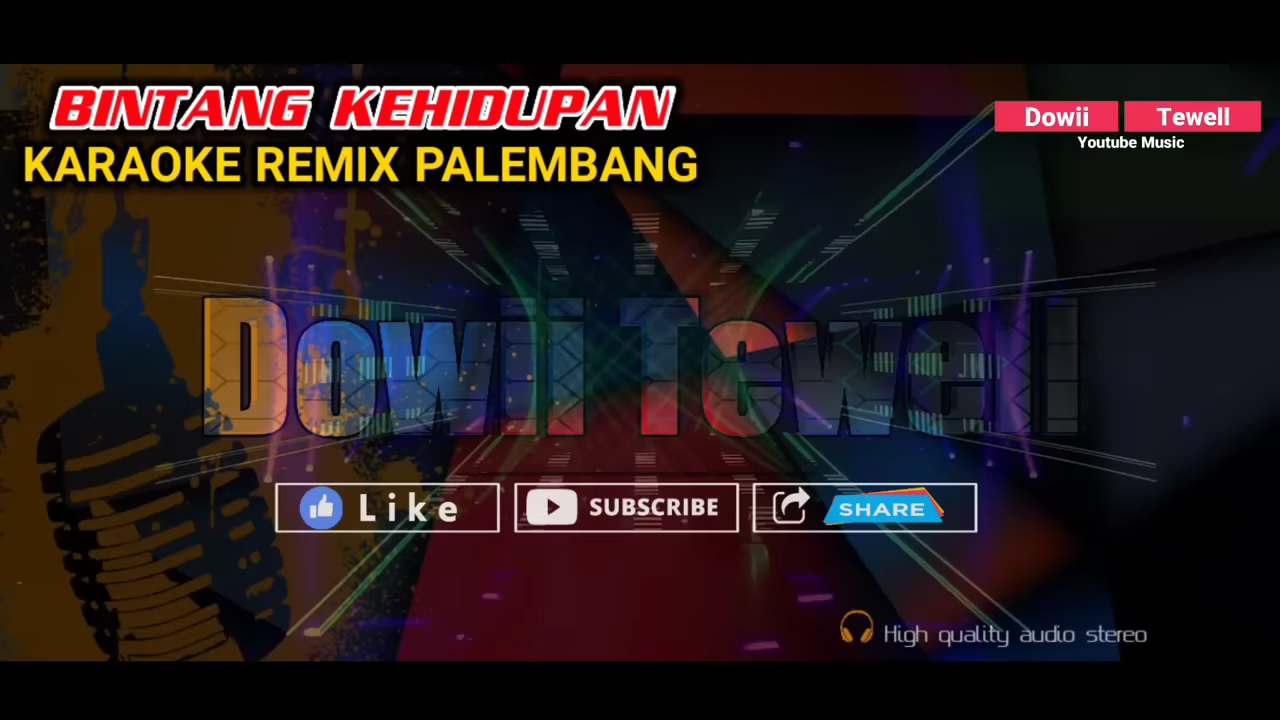 BINTANG KEHIDUPAN
KARAOKE REMIX PALEMBANG
Dowii Tewell
Youtube Music
Dowii Tewell
Like
SUBSCRIBE
SHARE
High quality audio stereo